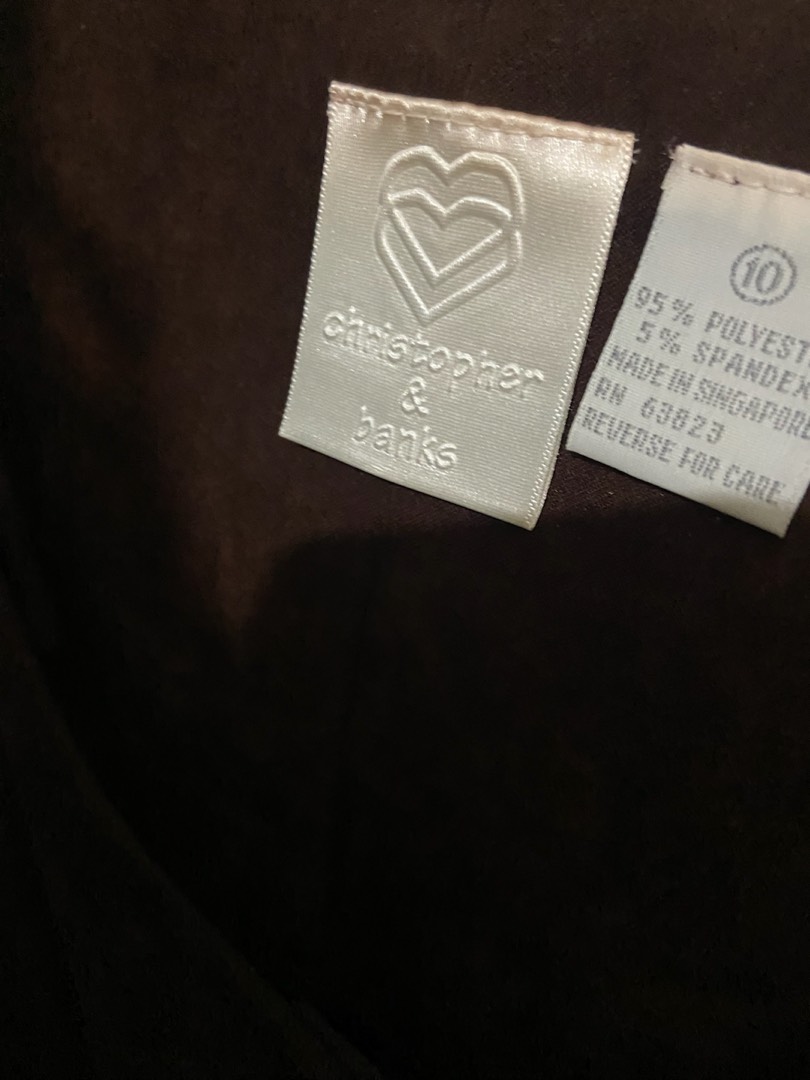 christopher
&
banks
10
95% POLYEST
5% SPANDEX
MADE IN SINGAPORE
RN 63823
REVERSE FOR CARE